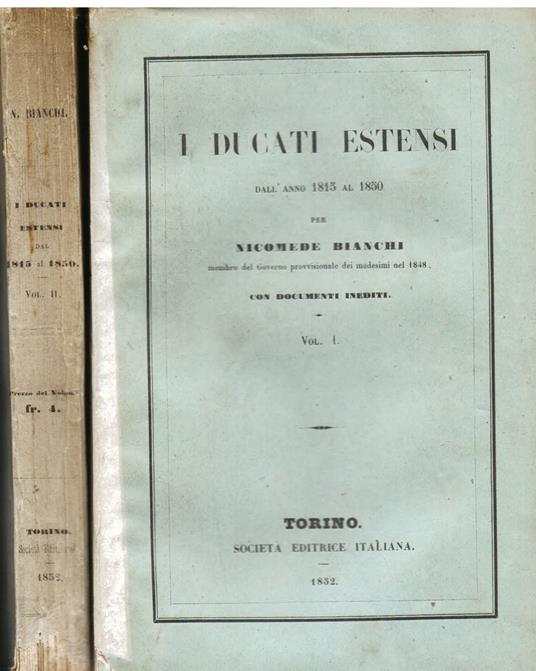 N. BIANCHI.
I DUCATI
ESTENSI
DAL
1815 al 1850.
VOL. II.
Prezzo del Volum.
fr. 4.
TORINO.
1852.
I DUCATI ESTENSI
DALL' ANNO 1815 AL 1850
PER
NICOMEDE BIANCHI
membro del Governo provvisionale dei medesimi nel 1848.
CON DOCUMENTI INEDITI.
VOL. I.
TORINO.
SOCIETÀ EDITRICE ITALIANA.
1852.